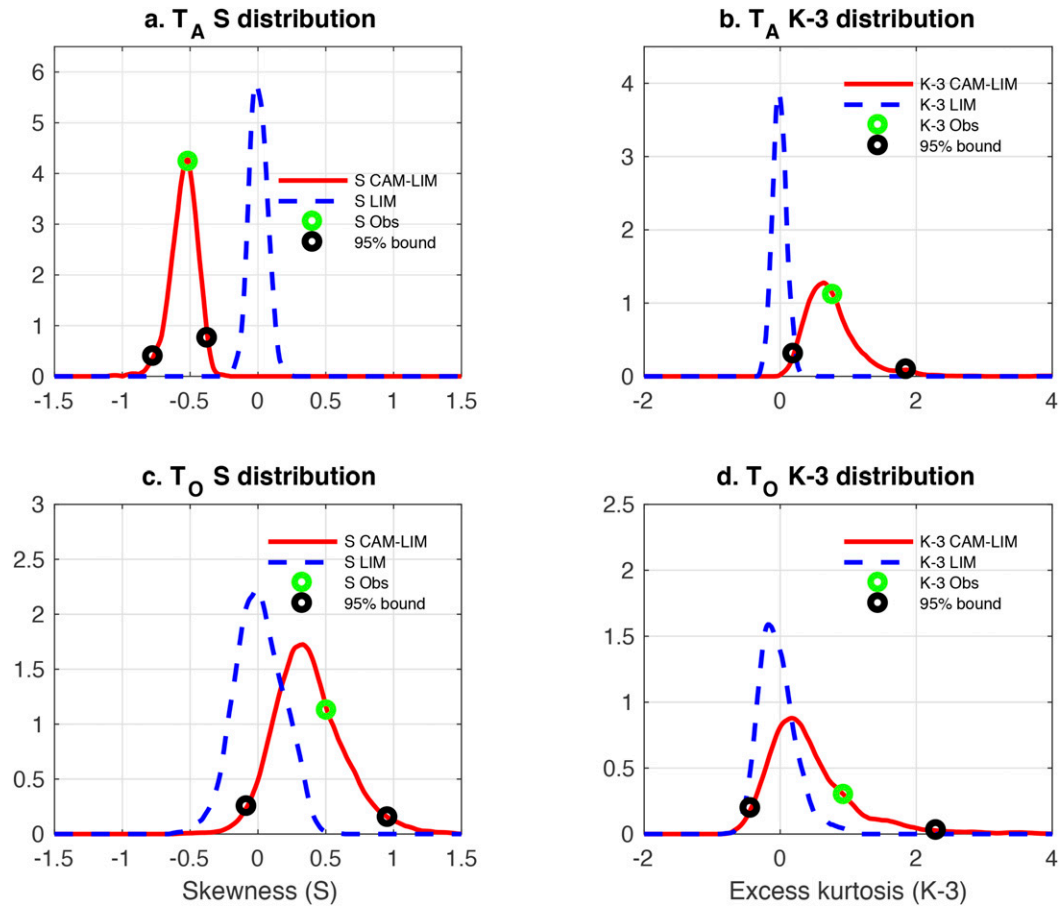 a. T_A S distribution
6
5
4
3
2
1
0
-1.5 -1 -0.5 0 0.5 1 1.5
S CAM-LIM
S LIM
S Obs
95% bound
b. T_A K-3 distribution
4
3
2
1
0
-2 0 2 4
K-3 CAM-LIM
K-3 LIM
K-3 Obs
95% bound
c. T_O S distribution
3
2.5
2
1.5
1
0.5
0
-1.5 -1 -0.5 0 0.5 1 1.5
Skewness (S)
S CAM-LIM
S LIM
S Obs
95% bound
d. T_O K-3 distribution
2.5
2
1.5
1
0.5
0
-2 0 2 4
Excess kurtosis (K-3)
K-3 CAM-LIM
K-3 LIM
K-3 Obs
95% bound